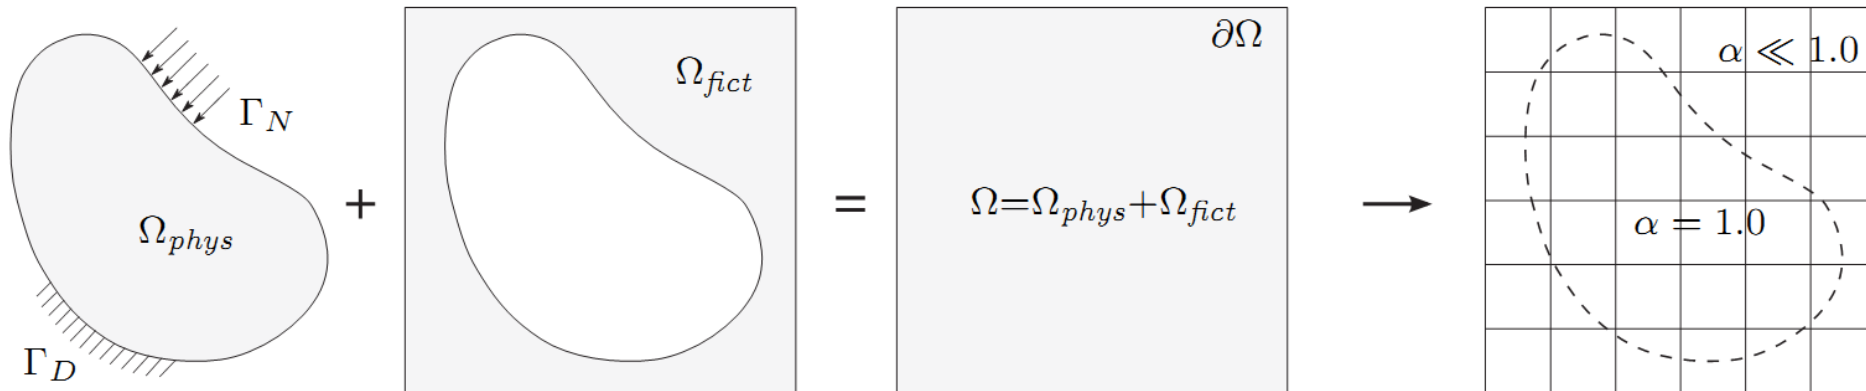 Γ_N
Ω_phys
Γ_D
+
Ω_fict
=
∂Ω
Ω=Ω_phys+Ω_fict
α ≪ 1.0
α = 1.0